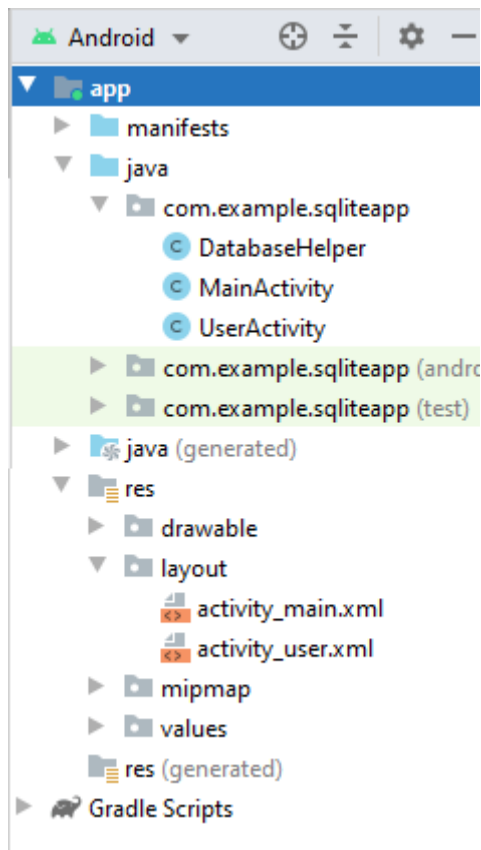 Android
app
manifests
java
com.example.sqliteapp
C DatabaseHelper
C MainActivity
C UserActivity
com.example.sqliteapp (andro
com.example.sqliteapp (test)
java (generated)
res
drawable
layout
activity_main.xml
activity_user.xml
mipmap
values
res (generated)
Gradle Scripts